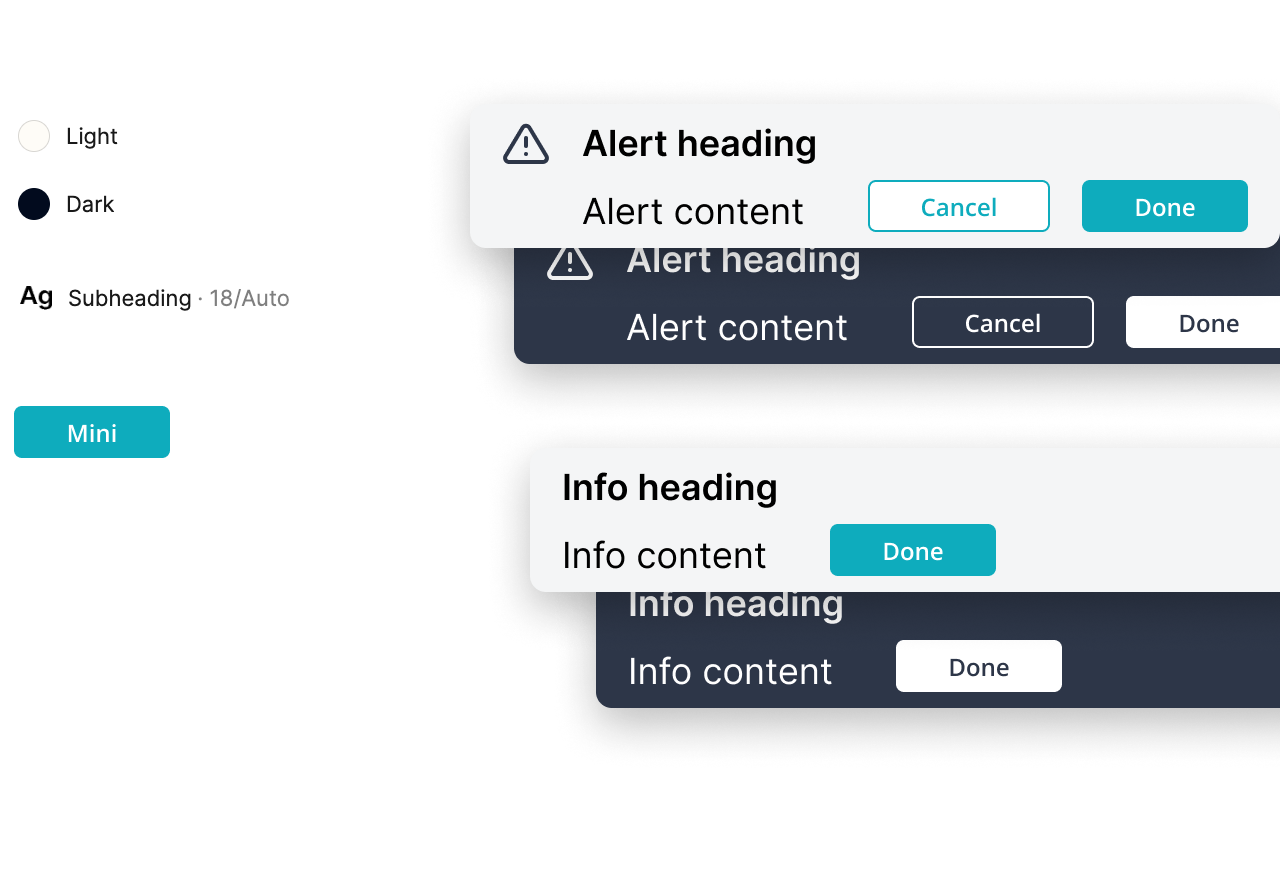 Light
Dark
Ag Subheading · 18/Auto
Mini
Alert heading
Alert content Cancel Done
Alert heading
Alert content Cancel Done
Info heading
Info content Done
Info heading
Info content Done